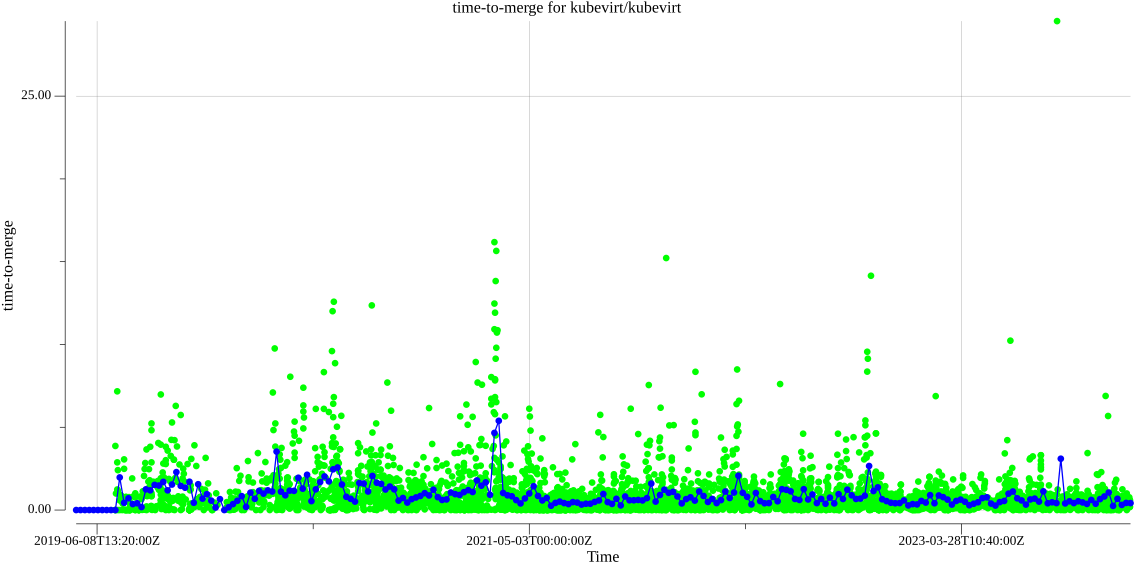 time-to-merge for kubevirt/kubevirt
25.00
time-to-merge
0.00
2019-06-08T13:20:00Z
2021-05-03T00:00:00Z
2023-03-28T10:40:00Z
Time